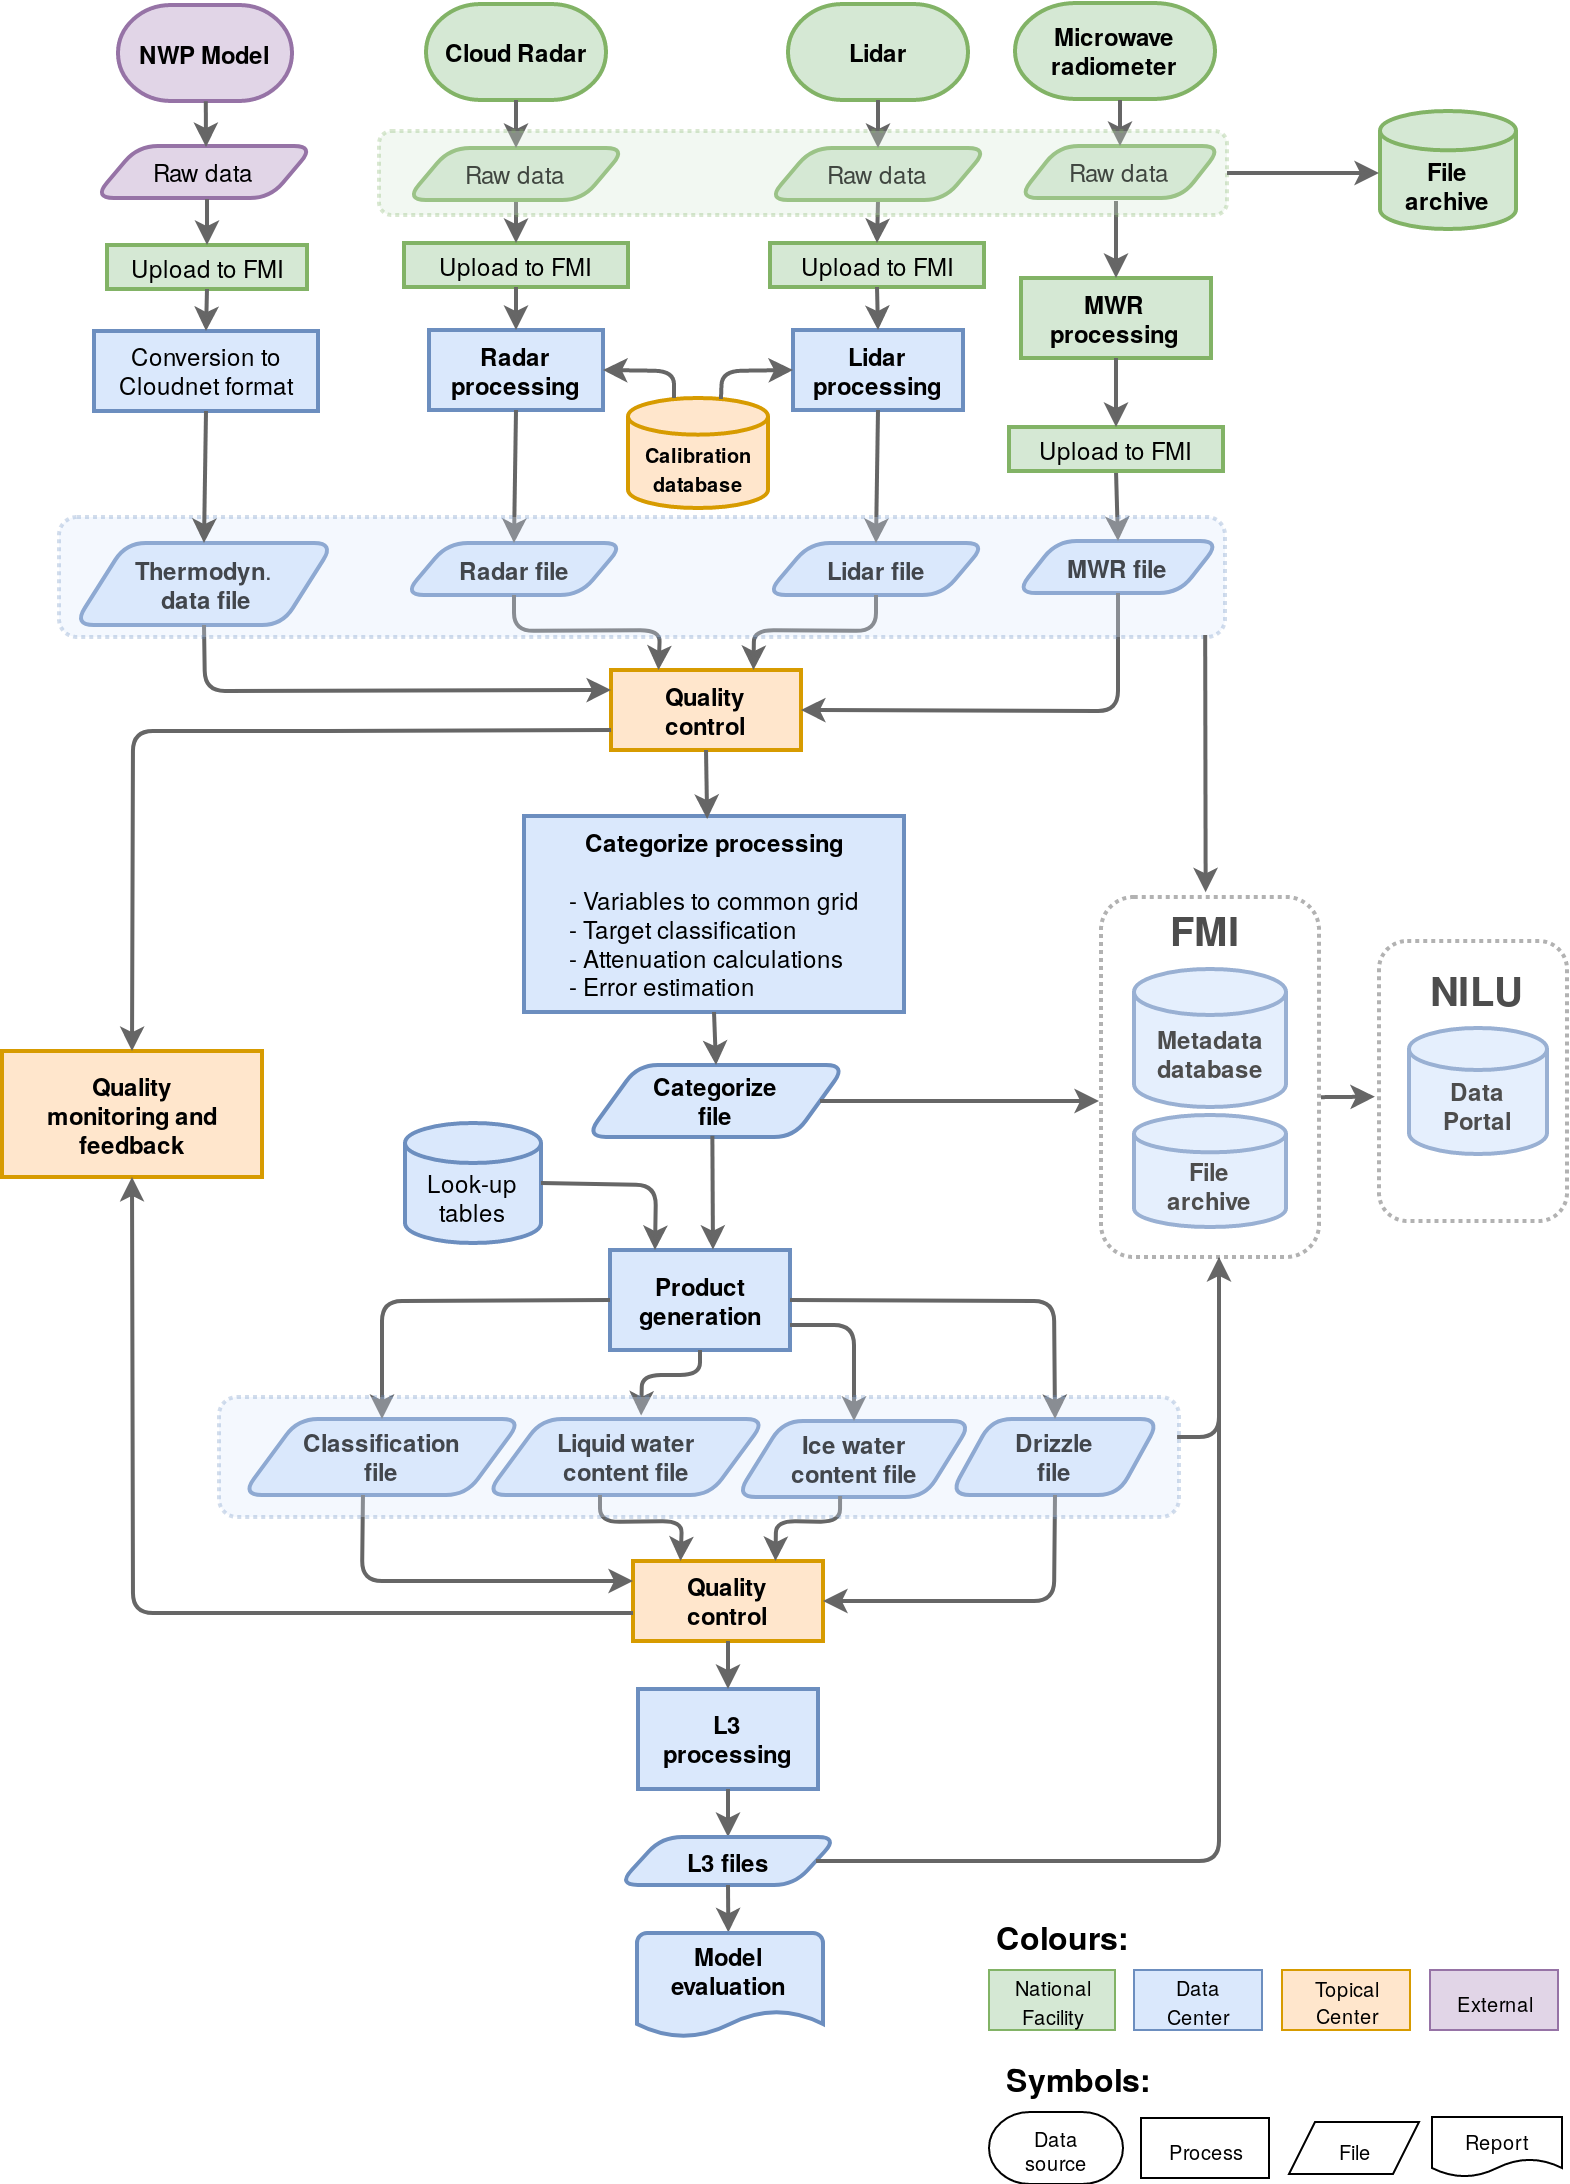 NWP Model
Cloud Radar
Lidar
Microwave
radiometer
Raw data
Raw data
Raw data
Raw data
File
archive
Upload to FMI
Upload to FMI
Upload to FMI
MWR
processing
Conversion to
Cloudnet format
Radar
processing
Lidar
processing
Calibration
database
Upload to FMI
Thermodyn.
data file
Radar file
Lidar file
MWR file
Quality
control
Categorize processing
- Variables to common grid
- Target classification
- Attenuation calculations
- Error estimation
FMI
Metadata
database
File
archive
NILU
Data
Portal
Quality
monitoring and
feedback
Categorize
file
Look-up
tables
Product
generation
Classification
file
Liquid water
content file
Ice water
content file
Drizzle
file
Quality
control
L3
processing
L3 files
Model
evaluation
Colours:
National
Facility
Data
Center
Topical
Center
External
Symbols:
Data
source
Process
File
Report